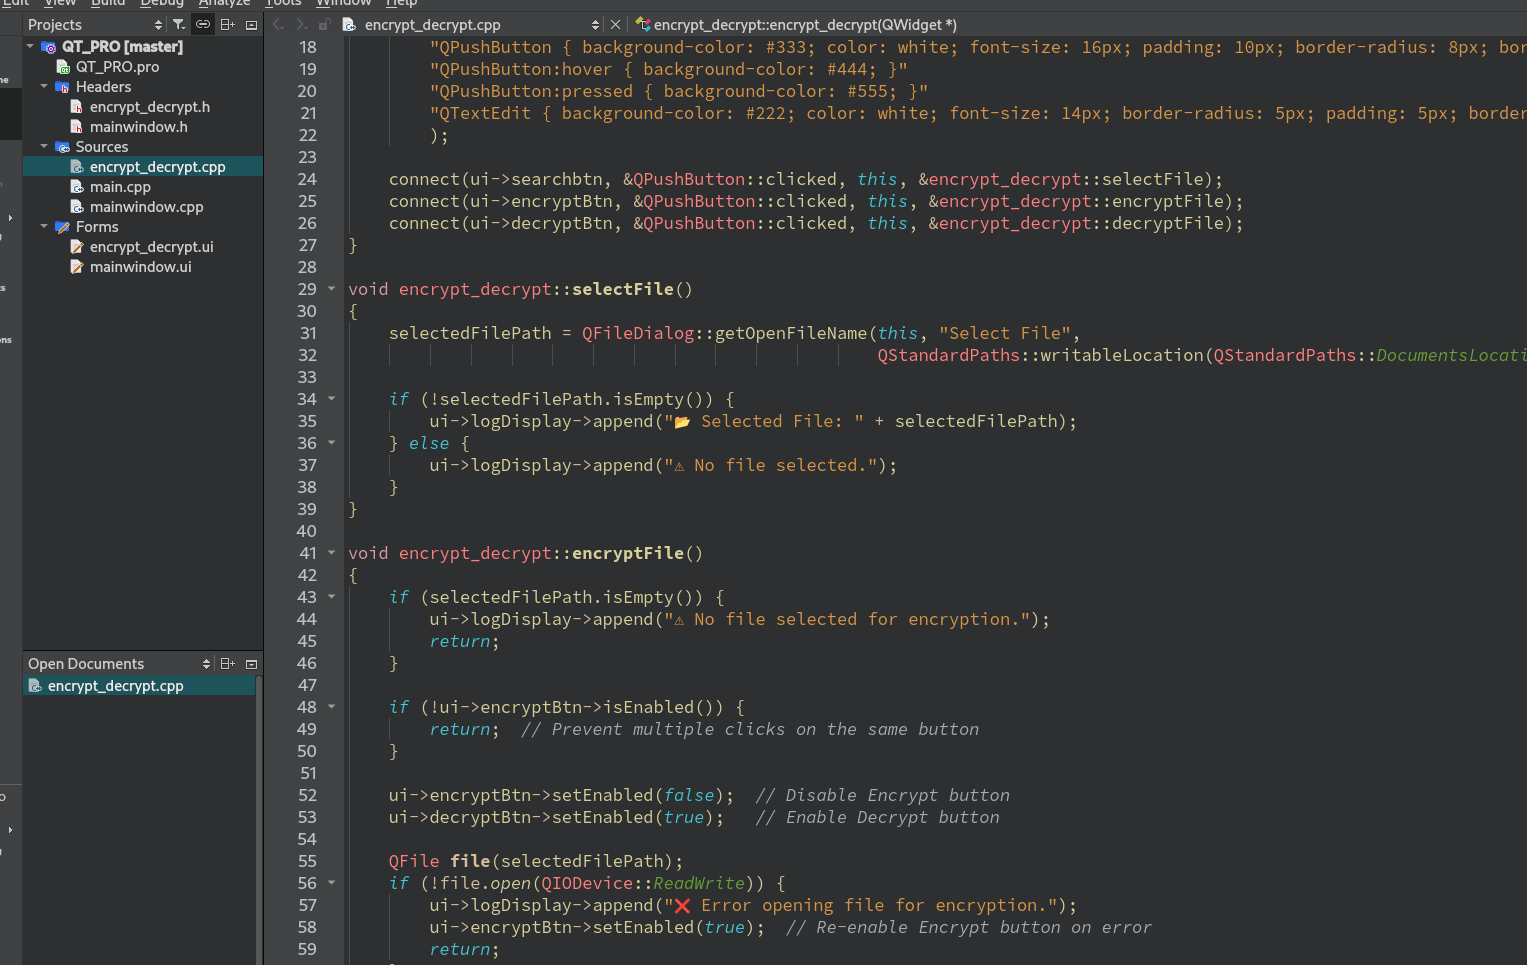 Edit View Build Debug Analyze Tools Window Help
Projects
encrypt_decrypt.cpp
encrypt_decrypt::encrypt_decrypt(QWidget *)
QT_PRO [master]
QT_PRO.pro
Headers
encrypt_decrypt.h
mainwindow.h
Sources
encrypt_decrypt.cpp
main.cpp
mainwindow.cpp
Forms
encrypt_decrypt.ui
mainwindow.ui
Open Documents
encrypt_decrypt.cpp
18 "QPushButton { background-color: #333; color: white; font-size: 16px; padding: 10px; border-radius: 8px; bor
19 "QPushButton:hover { background-color: #444; }"
20 "QPushButton:pressed { background-color: #555; }"
21 "QTextEdit { background-color: #222; color: white; font-size: 14px; border-radius: 5px; padding: 5px; border
22 );
23
24 connect(ui->searchbtn, &QPushButton::clicked, this, &encrypt_decrypt::selectFile);
25 connect(ui->encryptBtn, &QPushButton::clicked, this, &encrypt_decrypt::encryptFile);
26 connect(ui->decryptBtn, &QPushButton::clicked, this, &encrypt_decrypt::decryptFile);
27 }
28
29 void encrypt_decrypt::selectFile()
30 {
31 selectedFilePath = QFileDialog::getOpenFileName(this, "Select File",
32 QStandardPaths::writableLocation(QStandardPaths::DocumentsLocati
33
34 if (!selectedFilePath.isEmpty()) {
35 ui->logDisplay->append("📂 Selected File: " + selectedFilePath);
36 } else {
37 ui->logDisplay->append("⚠ No file selected.");
38 }
39 }
40
41 void encrypt_decrypt::encryptFile()
42 {
43 if (selectedFilePath.isEmpty()) {
44 ui->logDisplay->append("⚠ No file selected for encryption.");
45 return;
46 }
47
48 if (!ui->encryptBtn->isEnabled()) {
49 return; // Prevent multiple clicks on the same button
50 }
51
52 ui->encryptBtn->setEnabled(false); // Disable Encrypt button
53 ui->decryptBtn->setEnabled(true); // Enable Decrypt button
54
55 QFile file(selectedFilePath);
56 if (!file.open(QIODevice::ReadWrite)) {
57 ui->logDisplay->append("❌ Error opening file for encryption.");
58 ui->encryptBtn->setEnabled(true); // Re-enable Encrypt button on error
59 return;